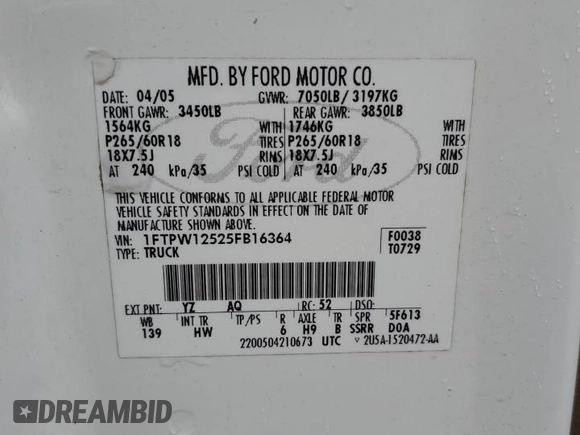 MFD. BY FORD MOTOR CO.
DATE: 04/05 GVWR: 7050LB/ 3197KG
FRONT GAWR: 3450LB REAR GAWR: 3850LB
1564KG WITH 1746KG WITH
P265/60R18 TIRES P265/60R18 TIRES
18X7.5J RIMS 18X7.5J RIMS
AT 240 kPa/35 PSI COLD AT 240 kPa/35 PSI COLD
THIS VEHICLE CONFORMS TO ALL APPLICABLE FEDERAL MOTOR
VEHICLE SAFETY STANDARDS IN EFFECT ON THE DATE OF
MANUFACTURE SHOWN ABOVE.
VIN: 1FTPW12525FB16364 F0038
TYPE: TRUCK T0729
EXT PNT: YZ AQ RC: 52 DSO:
WB INT TR TP/PS R AXLE TR SPR 5F613
139 HW 6 H9 B SSRR DOA
2200504210673 UTC 2U5A-1520472-AA
Ford
DREAMBID